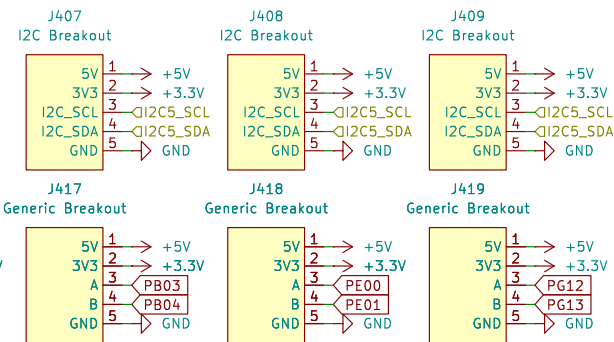 J407 J408 J409
I2C Breakout I2C Breakout I2C Breakout
5V 1 +5V 5V 1 +5V 5V 1 +5V
3V3 2 +3.3V 3V3 2 +3.3V 3V3 2 +3.3V
I2C_SCL 3 I2C5_SCL I2C_SCL 3 I2C5_SCL I2C_SCL 3 I2C5_SCL
I2C_SDA 4 I2C5_SDA I2C_SDA 4 I2C5_SDA I2C_SDA 4 I2C5_SDA
GND 5 GND GND 5 GND GND 5 GND
J417 J418 J419
Generic Breakout Generic Breakout Generic Breakout
5V 1 +5V 5V 1 +5V 5V 1 +5V
3V3 2 +3.3V 3V3 2 +3.3V 3V3 2 +3.3V
A 3 PB03 A 3 PE00 A 3 PG12
B 4 PB04 B 4 PE01 B 4 PG13
GND 5 GND GND 5 GND GND 5 GND